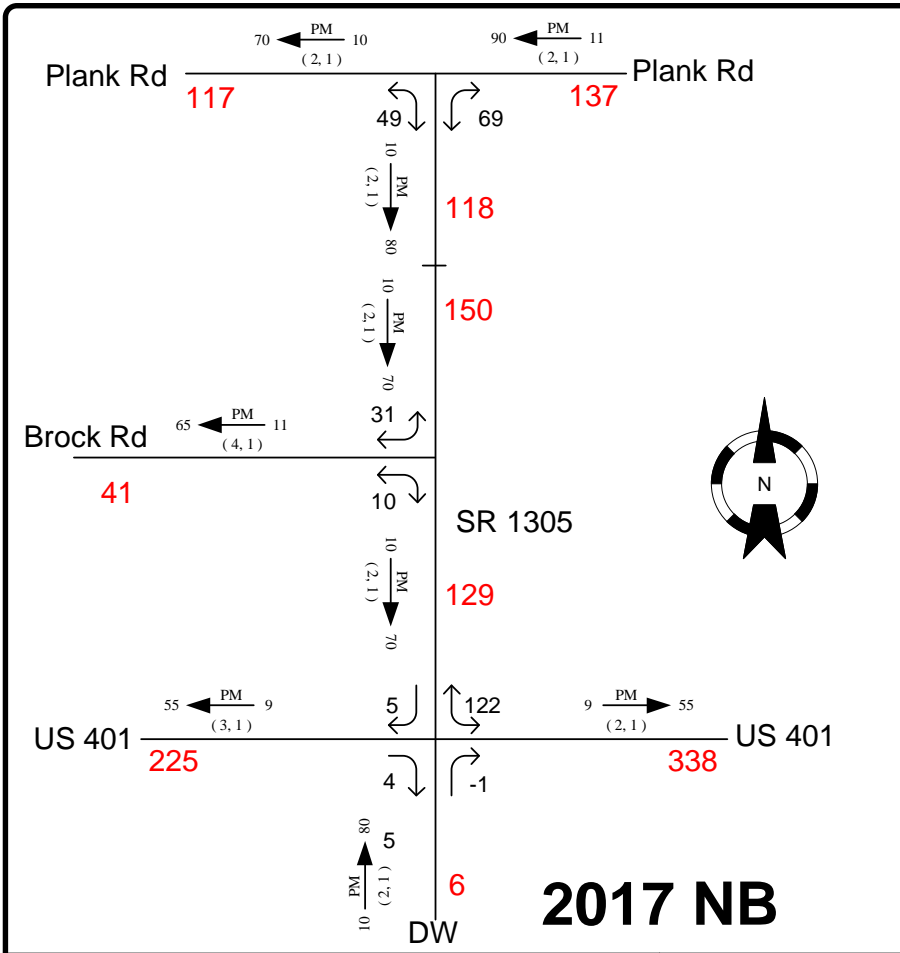 70 PM 10
( 2, 1 )
90 PM 11
( 2, 1 )
Plank Rd
Plank Rd
117
137
49
69
10 PM 80
( 2, 1 )
118
10 PM 70
( 2, 1 )
150
31
65 PM 11
( 4, 1 )
Brock Rd
41
10
N
SR 1305
10 PM 70
( 2, 1 )
129
55 PM 9
( 3, 1 )
5
122
9 PM 55
( 2, 1 )
US 401
US 401
225
338
4
-1
10 PM 80
( 2, 1 )
5
6
2017 NB
DW